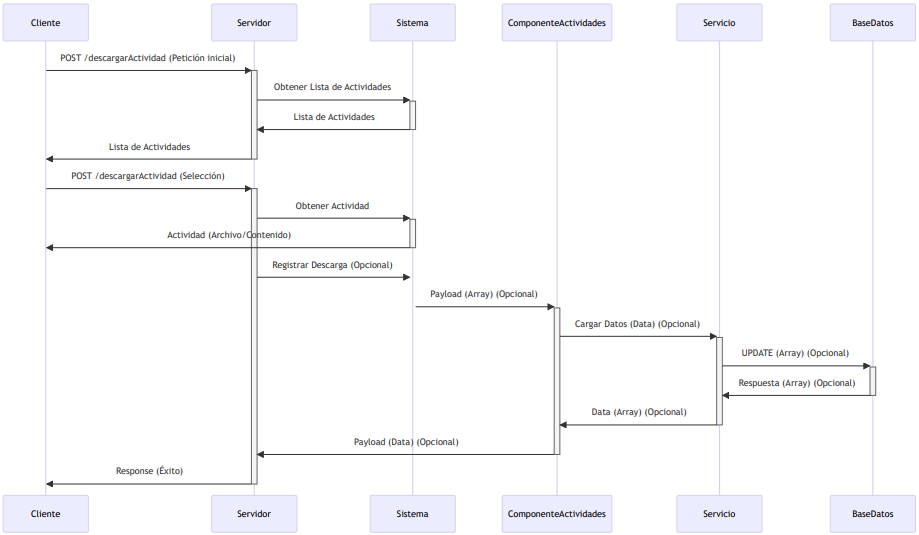 Cliente
Servidor
Sistema
ComponenteActividades
Servicio
BaseDatos
POST /descargarActividad (Petición inicial)
Obtener Lista de Actividades
Lista de Actividades
Lista de Actividades
POST /descargarActividad (Selección)
Obtener Actividad
Actividad (Archivo/Contenido)
Registrar Descarga (Opcional)
Payload (Array) (Opcional)
Cargar Datos (Data) (Opcional)
UPDATE (Array) (Opcional)
Respuesta (Array) (Opcional)
Data (Array) (Opcional)
Payload (Data) (Opcional)
Response (Éxito)
Cliente
Servidor
Sistema
ComponenteActividades
Servicio
BaseDatos